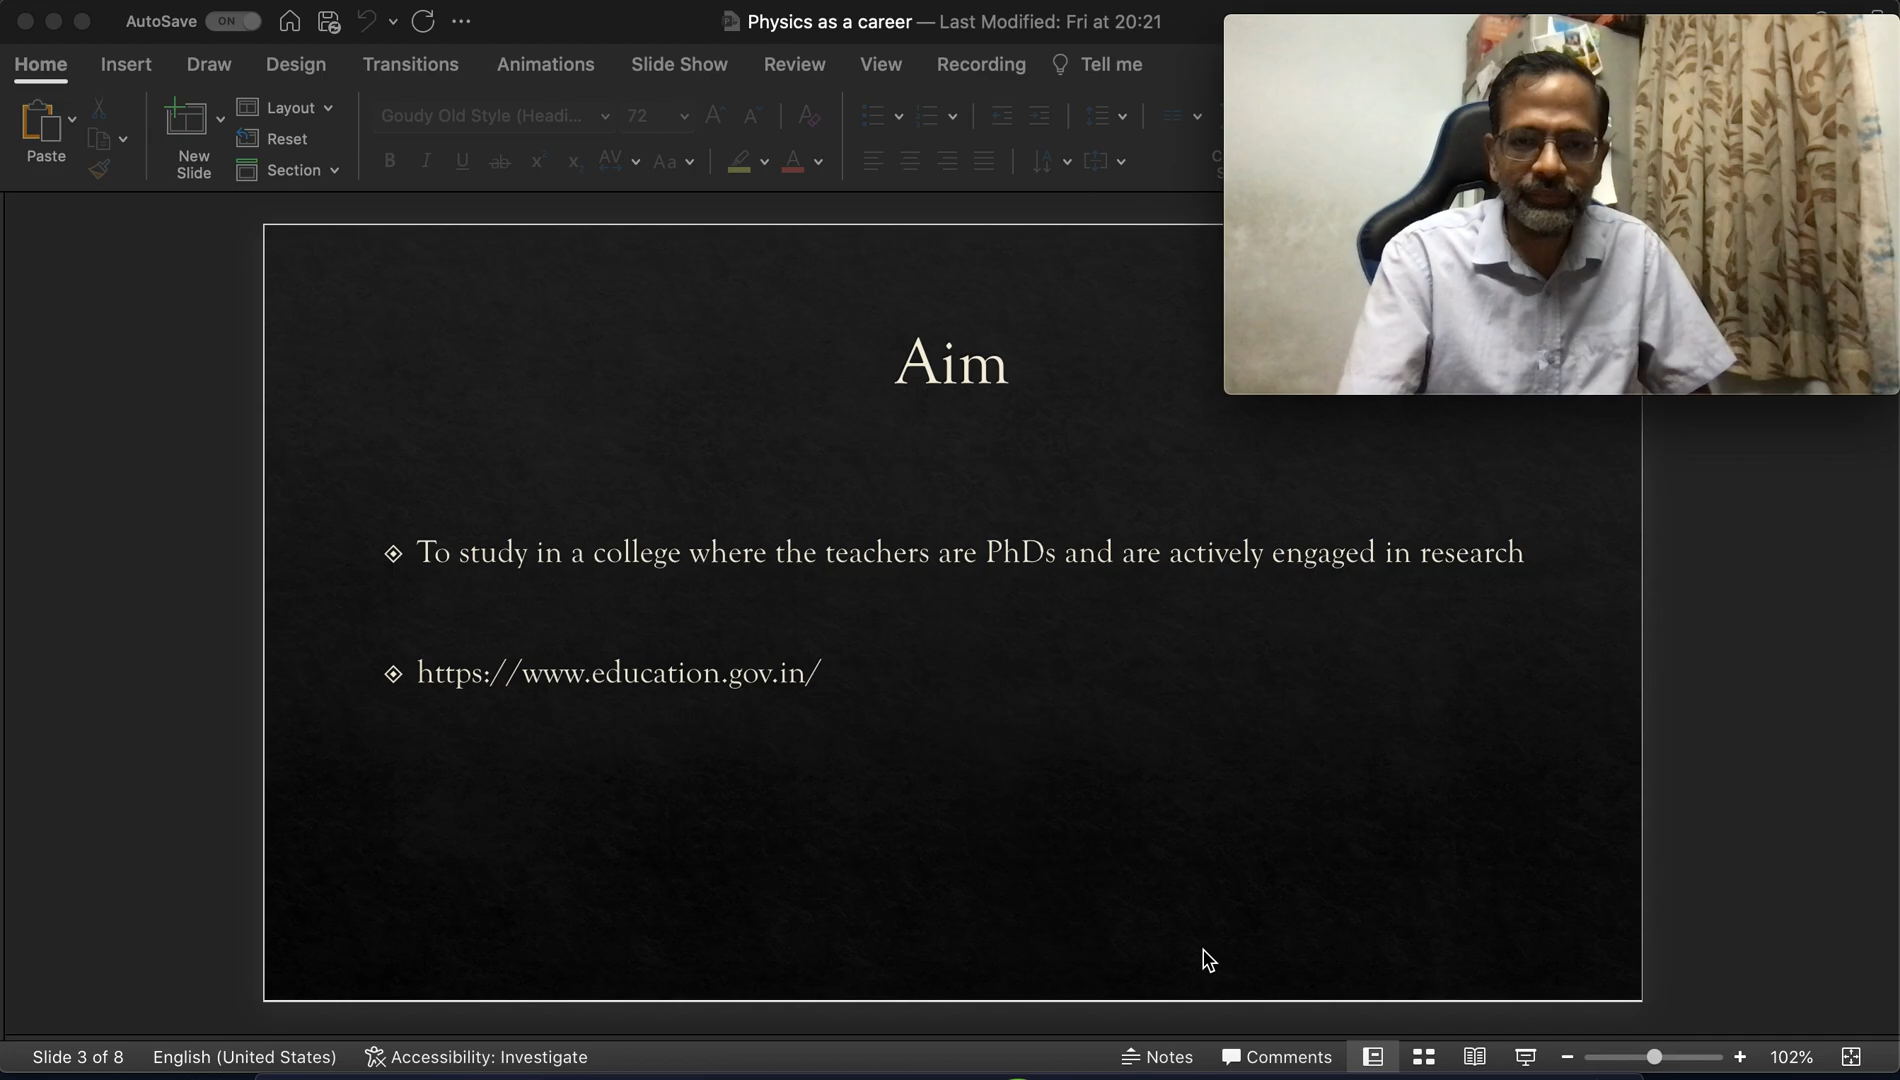 AutoSave ON
Physics as a career — Last Modified: Fri at 20:21
Home Insert Draw Design Transitions Animations Slide Show Review View Recording Tell me
Paste
New Slide
Layout
Reset
Section
Goudy Old Style (Headi... 72
B I U ab x² x₂ AV Aa A
Aim
To study in a college where the teachers are PhDs and are actively engaged in research
https://www.education.gov.in/
Slide 3 of 8 English (United States) Accessibility: Investigate Notes Comments 102%